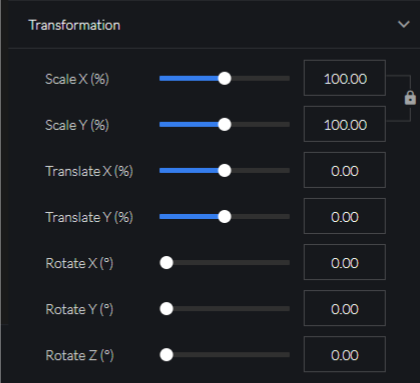 Transformation
Scale X (%) 100.00
Scale Y (%) 100.00
Translate X (%) 0.00
Translate Y (%) 0.00
Rotate X (°) 0.00
Rotate Y (°) 0.00
Rotate Z (°) 0.00